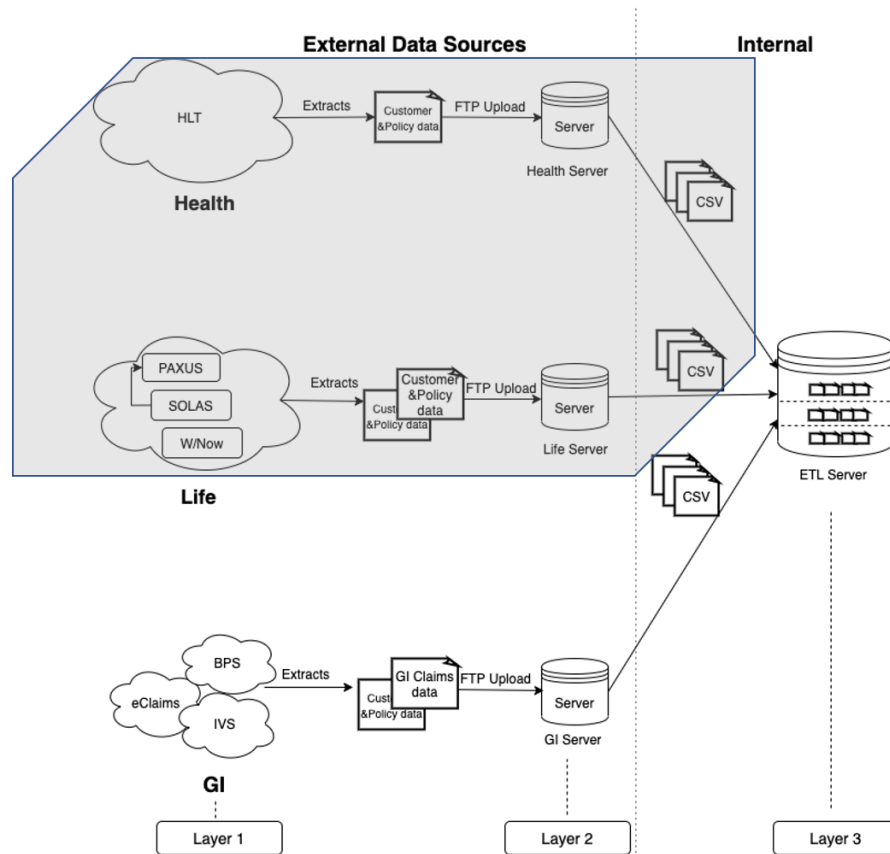 External Data Sources
Internal
HLT
Extracts
Customer
&Policy data
FTP Upload
Server
Health Server
Health
CSV
PAXUS
SOLAS
W/Now
Extracts
Customer
&Policy
data
&Policy data
FTP Upload
Server
Life Server
Life
CSV
ETL Server
CSV
BPS
eClaims
IVS
Extracts
GI Claims
data
&Policy data
FTP Upload
Server
GI Server
GI
Layer 1
Layer 2
Layer 3